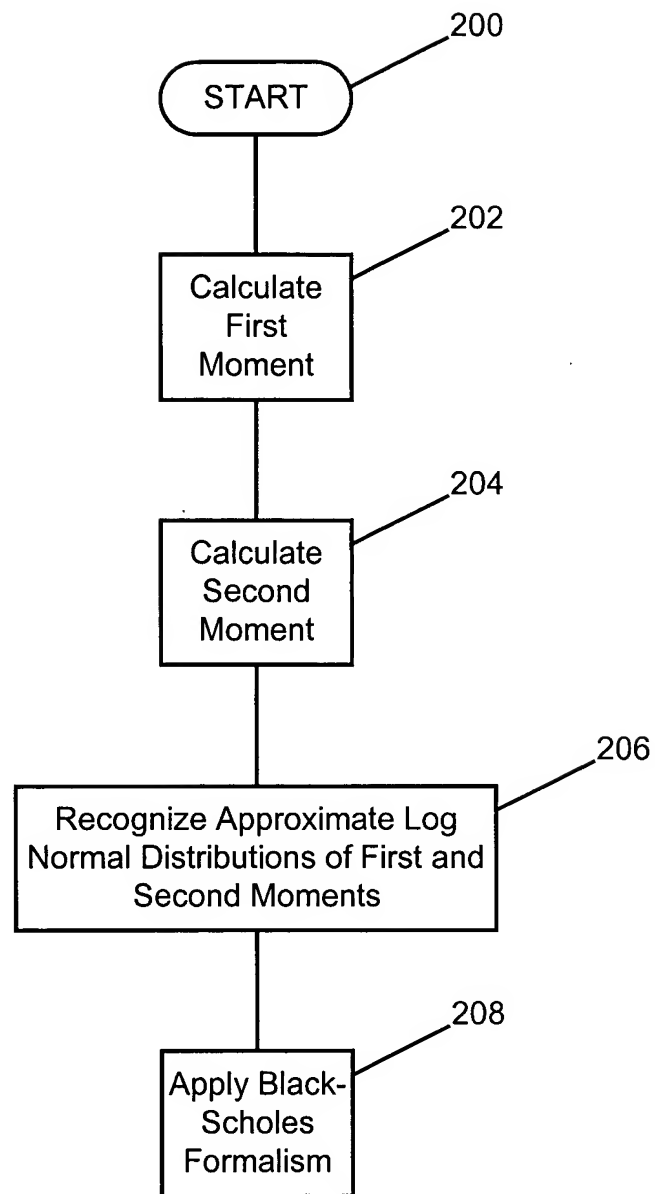 200
START
202
Calculate
First
Moment
204
Calculate
Second
Moment
206
Recognize Approximate Log
Normal Distributions of First and
Second Moments
208
Apply Black-
Scholes
Formalism